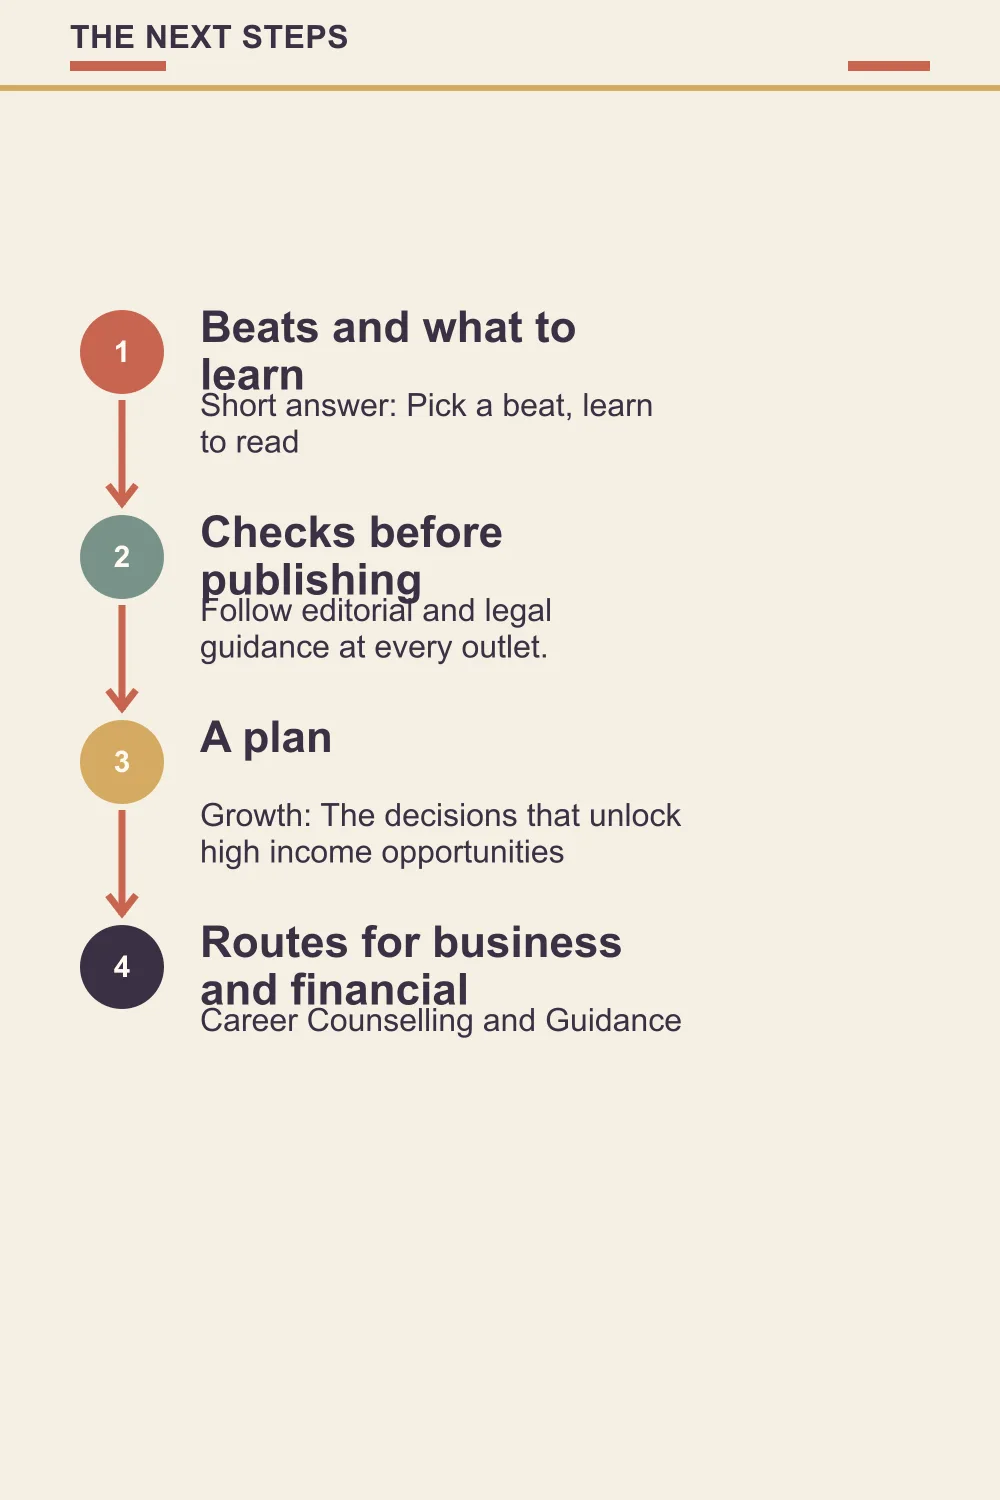 THE NEXT STEPS
1
Beats and what to
learn
Short answer: Pick a beat, learn
to read
2
Checks before
publishing
Follow editorial and legal
guidance at every outlet.
3
A plan
Growth: The decisions that unlock
high income opportunities
4
Routes for business
and financial
Career Counselling and Guidance